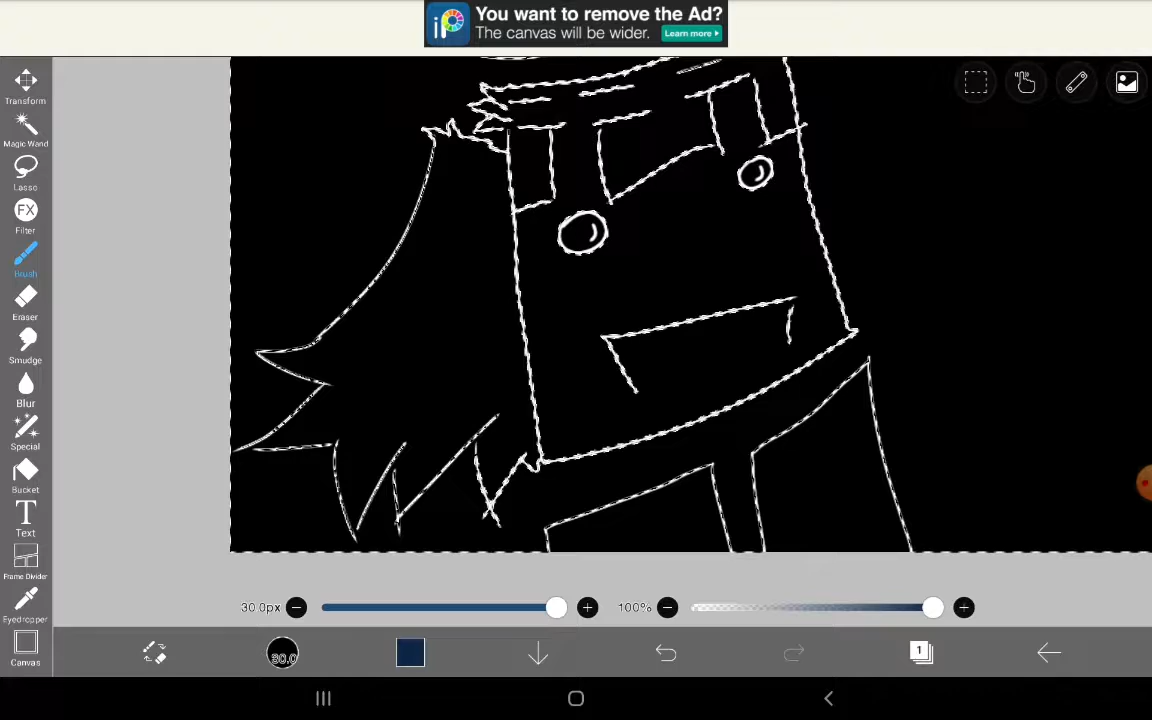 You want to remove the Ad?
The canvas will be wider.
Learn more
Transform
Magic Wand
Lasso
FX
Filter
Brush
Eraser
Smudge
Blur
Special
Bucket
T
Text
Frame Divider
Eyedropper
Canvas
30.0px
100%
30.0
1